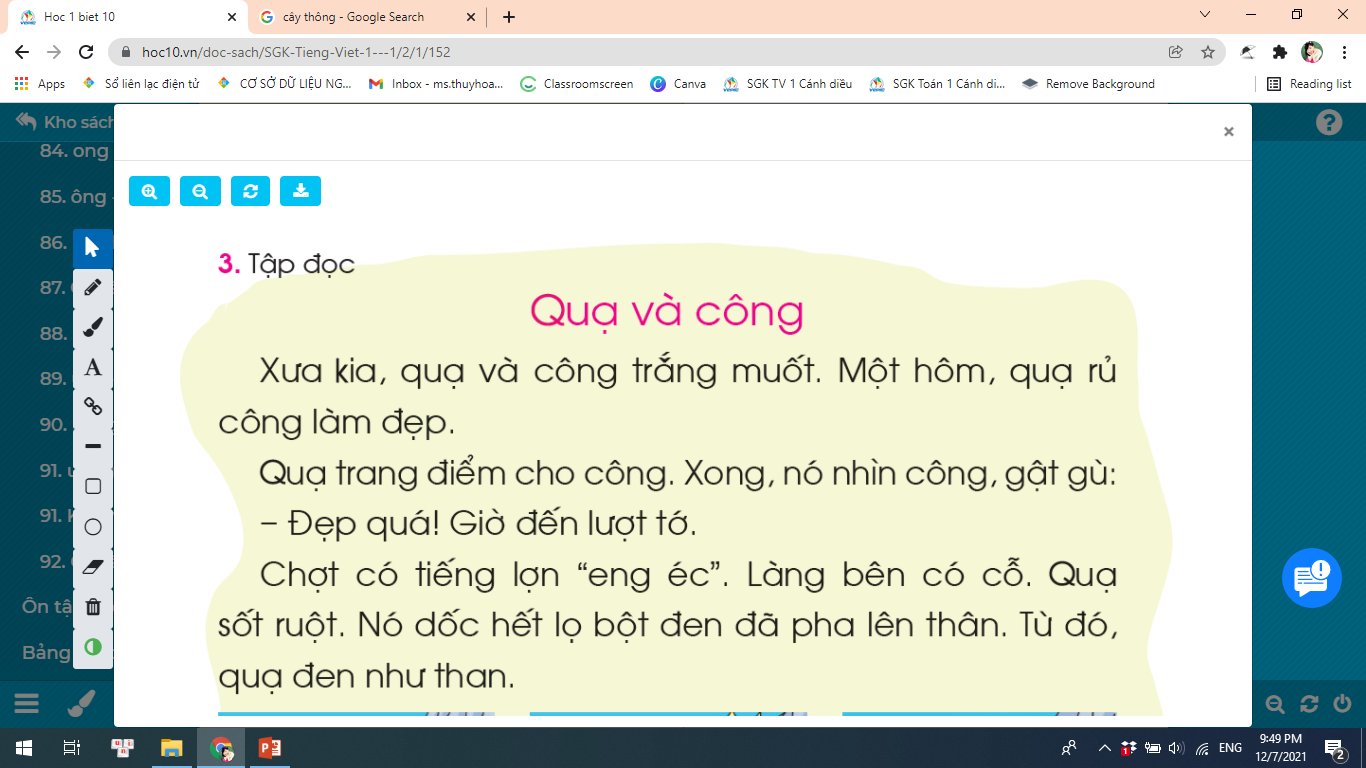 Hoc 1 biet 10
cây thông - Google Search
hoc10.vn/doc-sach/SGK-Tieng-Viet-1---1/2/1/152
Apps
Sổ liên lạc điện tử
CƠ SỞ DỮ LIỆU NG...
Inbox - ms.thuyhoa...
Classroomscreen
Canva
SGK TV 1 Cánh diều
SGK Toán 1 Cánh di...
Remove Background
Reading list
Kho sách
84. ong
85. ông
86.
87.
88.
89.
90.
91.
91.
92.
Ôn tậ
Bảng
3. Tập đọc
Quạ và công
Xưa kia, quạ và công trắng muốt. Một hôm, quạ rủ
công làm đẹp.
Quạ trang điểm cho công. Xong, nó nhìn công, gật gù:
– Đẹp quá! Giờ đến lượt tớ.
Chợt có tiếng lợn “eng éc”. Làng bên có cỗ. Quạ
sốt ruột. Nó dốc hết lọ bột đen đã pha lên thân. Từ đó,
quạ đen như than.
ENG
9:49 PM
12/7/2021
2